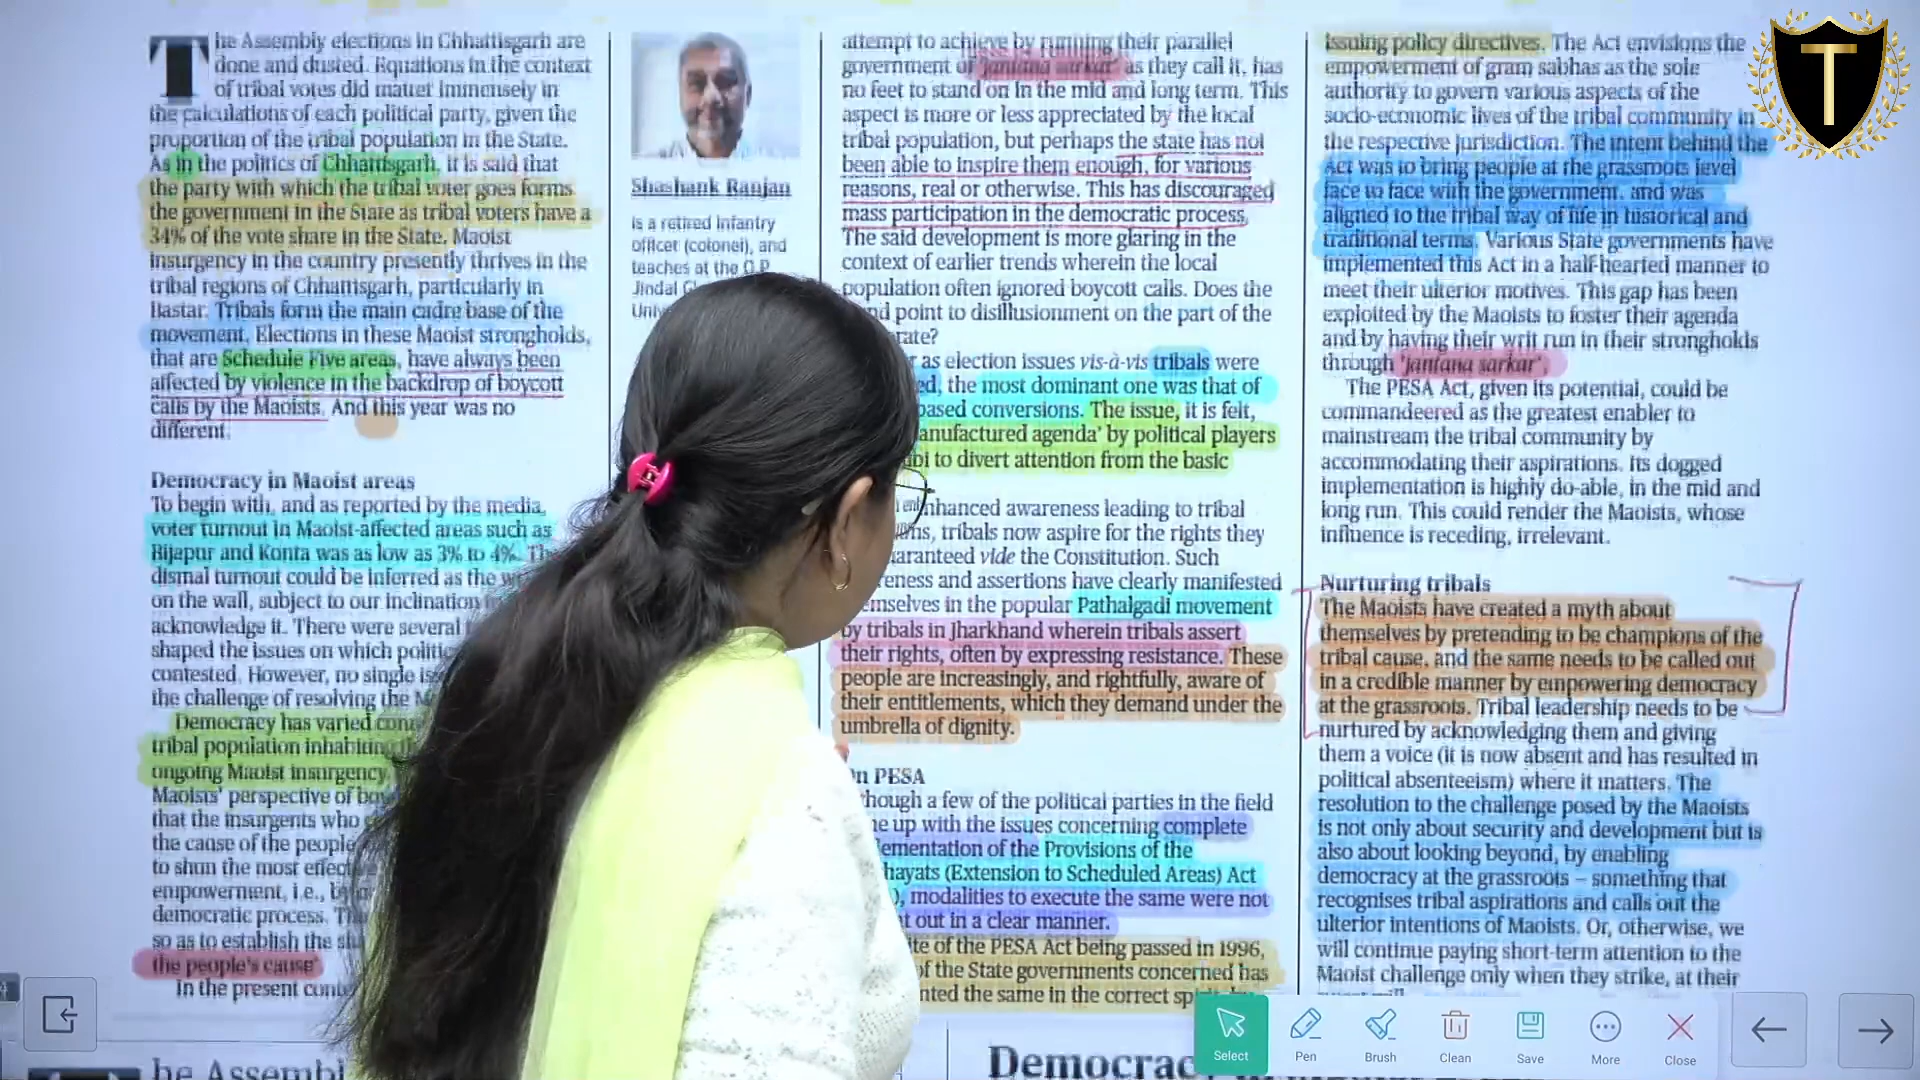 The Assembly elections in Chhattisgarh are
done and dusted. Equations in the context
of tribal votes did matter immensely in
the calculations of each political party, given the
proportion of the tribal population in the State.
As in the politics of Chhattisgarh, it is said that
the party with which the tribal voter goes forms
the government in the State as tribal voters have a
34% of the vote share in the State. Maoist
insurgency in the country presently thrives in the
tribal regions of Chhattisgarh, particularly in
Bastar. Tribals form the main cadre base of the
movement. Elections in these Maoist strongholds,
that are Schedule Five areas, have always been
affected by violence in the backdrop of boycott
calls by the Maoists. And this year was no
different.
Democracy in Maoist areas
To begin with, and as reported by the media,
voter turnout in Maoist-affected areas such as
Bijapur and Konta was as low as 3% to 4%.
dismal turnout could be inferred as the
on the wall, subject to our inclination
acknowledge it. There were several
shaped the issues on which
contested. However, no single
the challenge of resolving the
Democracy has varied
tribal population inhabiting
ongoing Maoist insurgency.
Maoists' perspective of
that the insurgents who
the cause of the people
to shun the most
empowerment, i.e.,
democratic process.
so as to establish the
the people's cause'
In the present
Shashank Ranjan
is a retired infantry
officer (colonel), and
teaches at the O.P.
Jindal
attempt to achieve by running their parallel
government of 'jantana sarkar' as they call it, has
no feet to stand on in the mid and long term. This
aspect is more or less appreciated by the local
tribal population, but perhaps the state has not
been able to inspire them enough, for various
reasons, real or otherwise. This has discouraged
mass participation in the democratic process.
The said development is more glaring in the
context of earlier trends wherein the local
population often ignored boycott calls. Does the
point to disillusionment on the part of the
as election issues vis-à-vis tribals were
the most dominant one was that of
based conversions. The issue, it is felt,
by political players
to divert attention from the basic
enhanced awareness leading to tribal
tribals now aspire for the rights they
vide the Constitution. Such
and assertions have clearly manifested
themselves in the popular Pathalgadi movement
by tribals in Jharkhand wherein tribals assert
their rights, often by expressing resistance. These
people are increasingly, and rightfully, aware of
their entitlements, which they demand under the
umbrella of dignity.
On PESA
Though a few of the political parties in the field
up with the issues concerning complete
of the Provisions of the
(Extension to Scheduled Areas) Act
modalities to execute the same were not
out in a clear manner.
of the PESA Act being passed in 1996,
of the State governments concerned has
the same in the correct
issuing policy directives. The Act envisions the
empowerment of gram sabhas as the sole
authority to govern various aspects of the
socio-economic lives of the tribal community in
the respective jurisdiction. The intent behind the
Act was to bring people at the grassroots level
face to face with the government, and was
aligned to the tribal way of life in historical and
traditional terms. Various State governments have
implemented this Act in a half-hearted manner to
meet their ulterior motives. This gap has been
exploited by the Maoists to foster their agenda
and by having their writ run in their strongholds
through 'jantana sarkar'.
The PESA Act, given its potential, could be
commandeered as the greatest enabler to
mainstream the tribal community by
accommodating their aspirations. Its dogged
implementation is highly do-able, in the mid and
long run. This could render the Maoists, whose
influence is receding, irrelevant.
Nurturing tribals
The Maoists have created a myth about
themselves by pretending to be champions of the
tribal cause, and the same needs to be called out
in a credible manner by empowering democracy
at the grassroots. Tribal leadership needs to be
nurtured by acknowledging them and giving
them a voice (it is now absent and has resulted in
political absenteeism) where it matters. The
resolution to the challenge posed by the Maoists
is not only about security and development but is
also about looking beyond, by enabling
democracy at the grassroots – something that
recognises tribal aspirations and calls out the
ulterior intentions of Maoists. Or, otherwise, we
will continue paying short-term attention to the
Maoist challenge only when they strike, at their
he Assembl
Democracy
T
Select
Pen
Brush
Clean
Save
More
Close